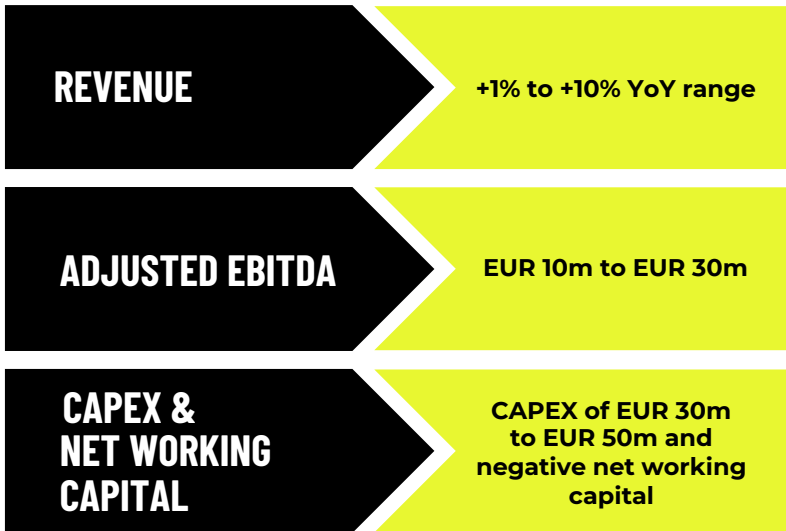 REVENUE
+1% to +10% YoY range
ADJUSTED EBITDA
EUR 10m to EUR 30m
CAPEX &
NET WORKING
CAPITAL
CAPEX of EUR 30m
to EUR 50m and
negative net working
capital